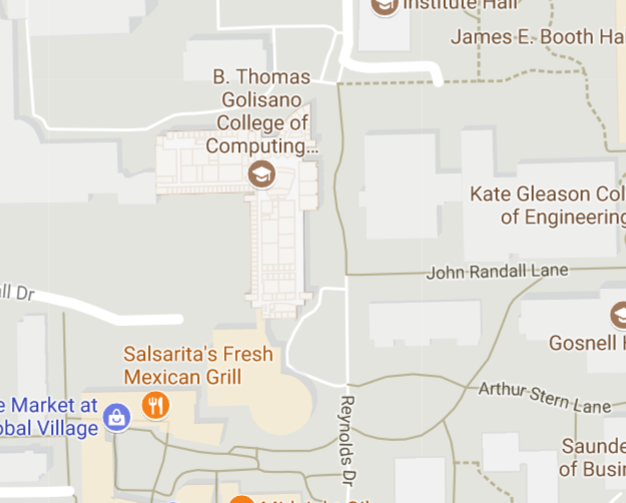 Institute Hall
James E. Booth Ha
B. Thomas
Golisano
College of
Computing...
Kate Gleason Col
of Engineering
John Randall Lane
ll Dr
Gosnell H
Salsarita's Fresh
Mexican Grill
Arthur Stern Lane
e Market at
obal Village
Reynolds Dr
Saunde
of Busin